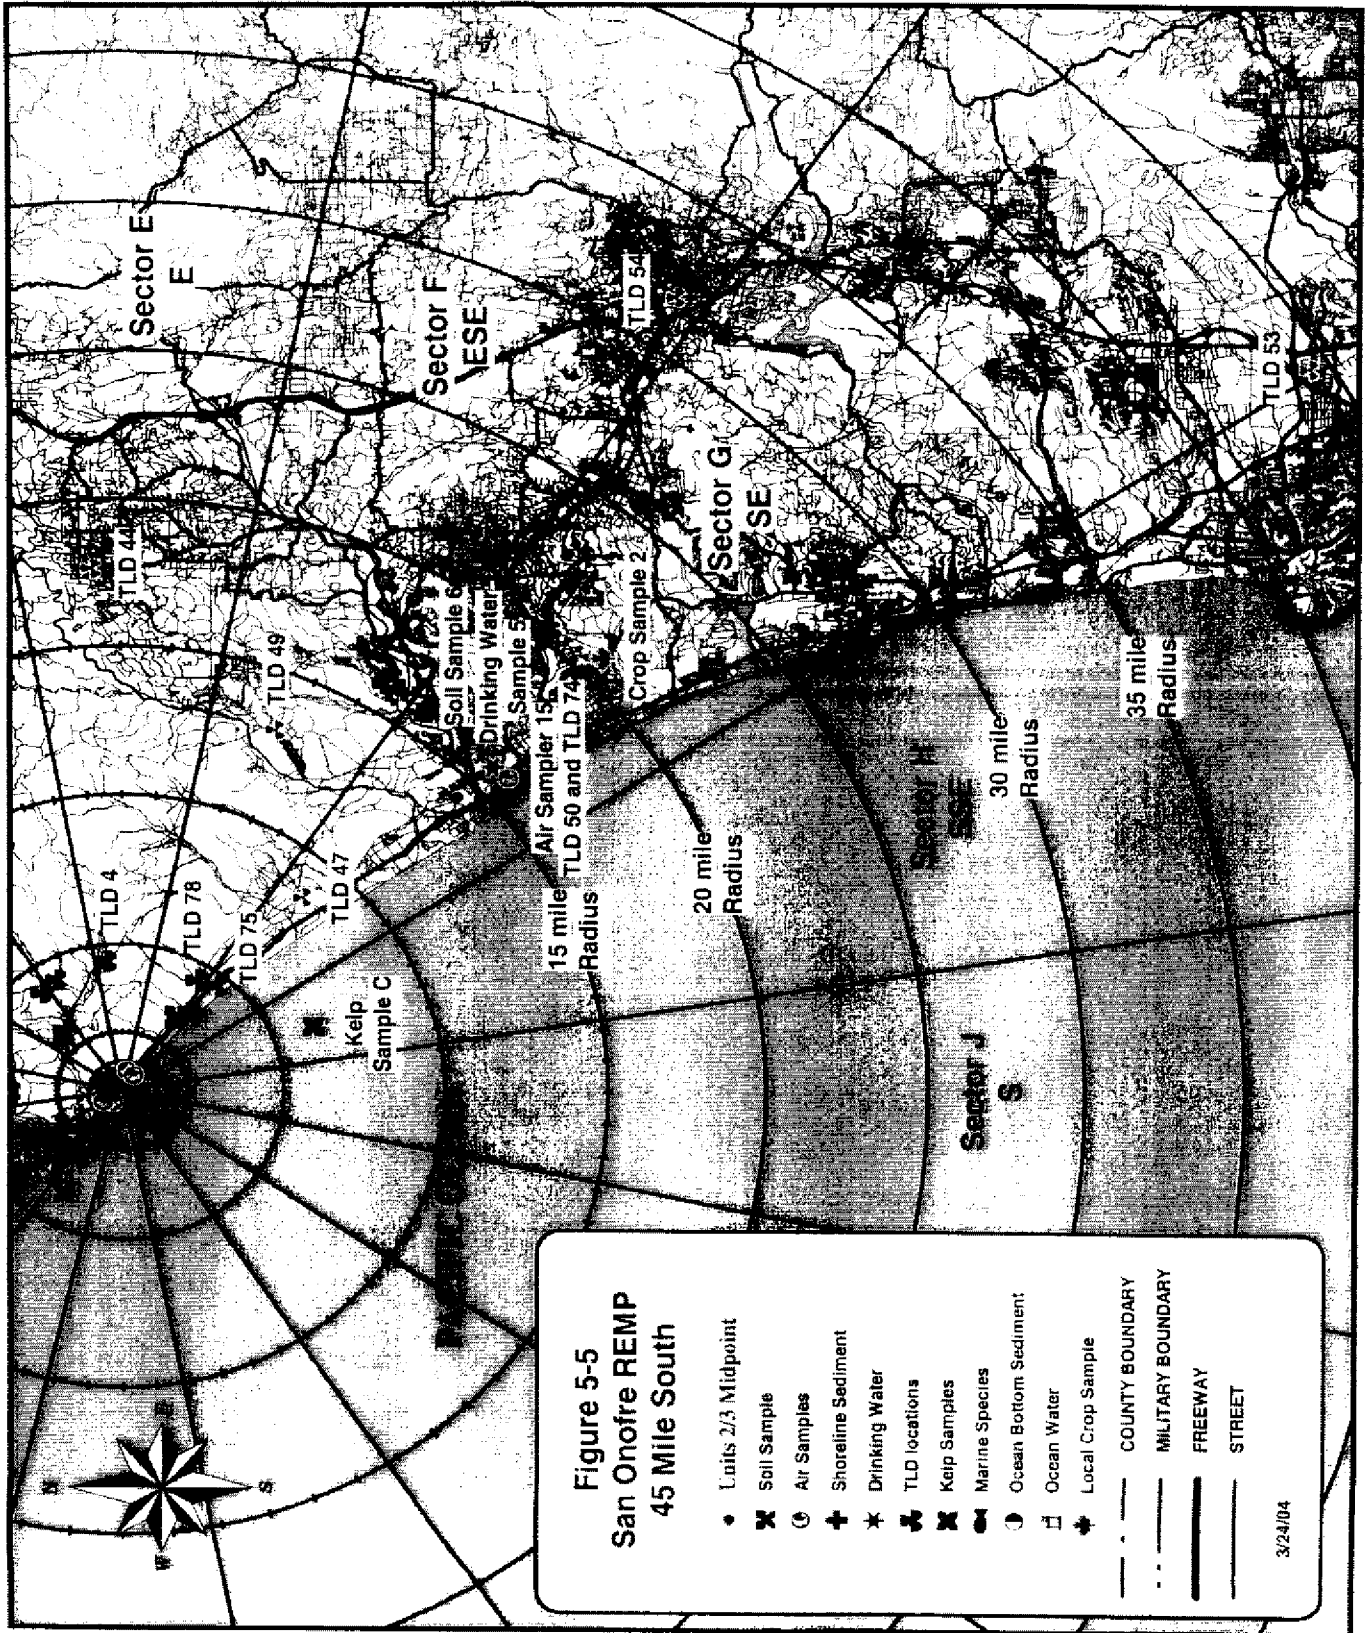 Figure 5-5
San Onofre REMP
45 Mile South
Units 2/3 Midpoint
Soil Sample
Air Samples
Shoreline Sediment
Drinking Water
TLD locations
Kelp Samples
Marine Species
Ocean Bottom Sediment
Ocean Water
Local Crop Sample
COUNTY BOUNDARY
MILITARY BOUNDARY
FREEWAY
STREET
3/24/04
N
E
S
W
Sector E
E
Sector F
ESE
Sector G
SE
Sector H
SSE
Sector J
S
TLD 4
TLD 78
TLD 75
TLD 47
TLD 49
TLD 44
TLD 54
TLD 53
Kelp
Sample C
Soil Sample 6
Drinking Water
Sample 5
Air Sampler 15
TLD 50 and TLD 74
Crop Sample 2
PACIFIC OCEAN
15 mile
Radius
20 mile
Radius
30 mile
Radius
35 mile
Radius